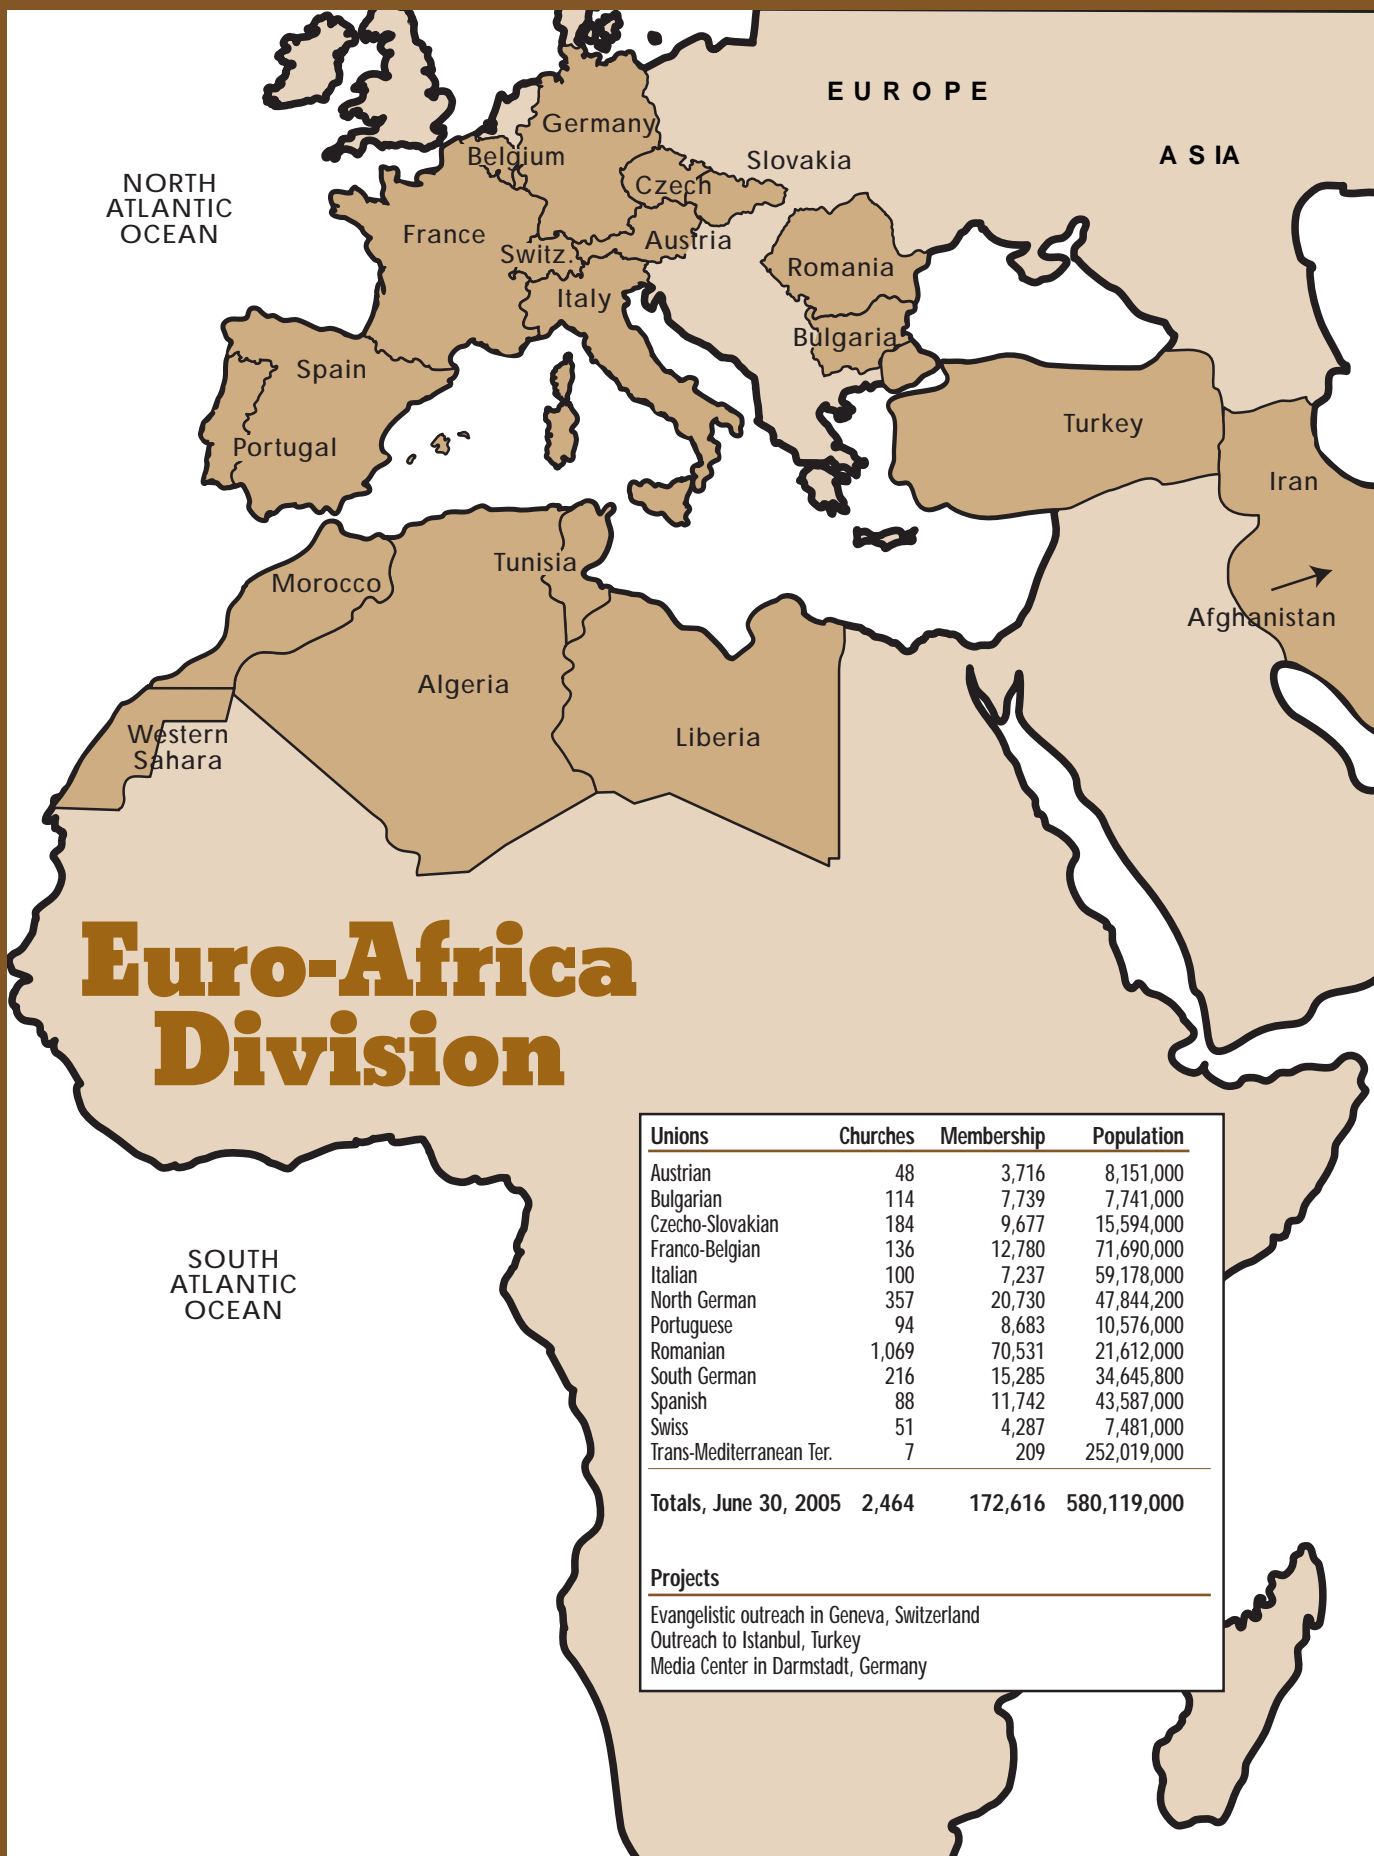 EUROPE
ASIA
Germany
Belgium
Slovakia
Czech
NORTH
ATLANTIC
OCEAN
France
Switz.
Austria
Romania
Italy
Bulgaria
Spain
Portugal
Turkey
Iran
Tunisia
Morocco
Afghanistan
Algeria
Western
Sahara
Liberia
Euro-Africa
Division
SOUTH
ATLANTIC
OCEAN
Unions Churches Membership Population
Austrian 48 3,716 8,151,000
Bulgarian 114 7,739 7,741,000
Czecho-Slovakian 184 9,677 15,594,000
Franco-Belgian 136 12,780 71,690,000
Italian 100 7,237 59,178,000
North German 357 20,730 47,844,200
Portuguese 94 8,683 10,576,000
Romanian 1,069 70,531 21,612,000
South German 216 15,285 34,645,800
Spanish 88 11,742 43,587,000
Swiss 51 4,287 7,481,000
Trans-Mediterranean Ter. 7 209 252,019,000
Totals, June 30, 2005 2,464 172,616 580,119,000
Projects
Evangelistic outreach in Geneva, Switzerland
Outreach to Istanbul, Turkey
Media Center in Darmstadt, Germany